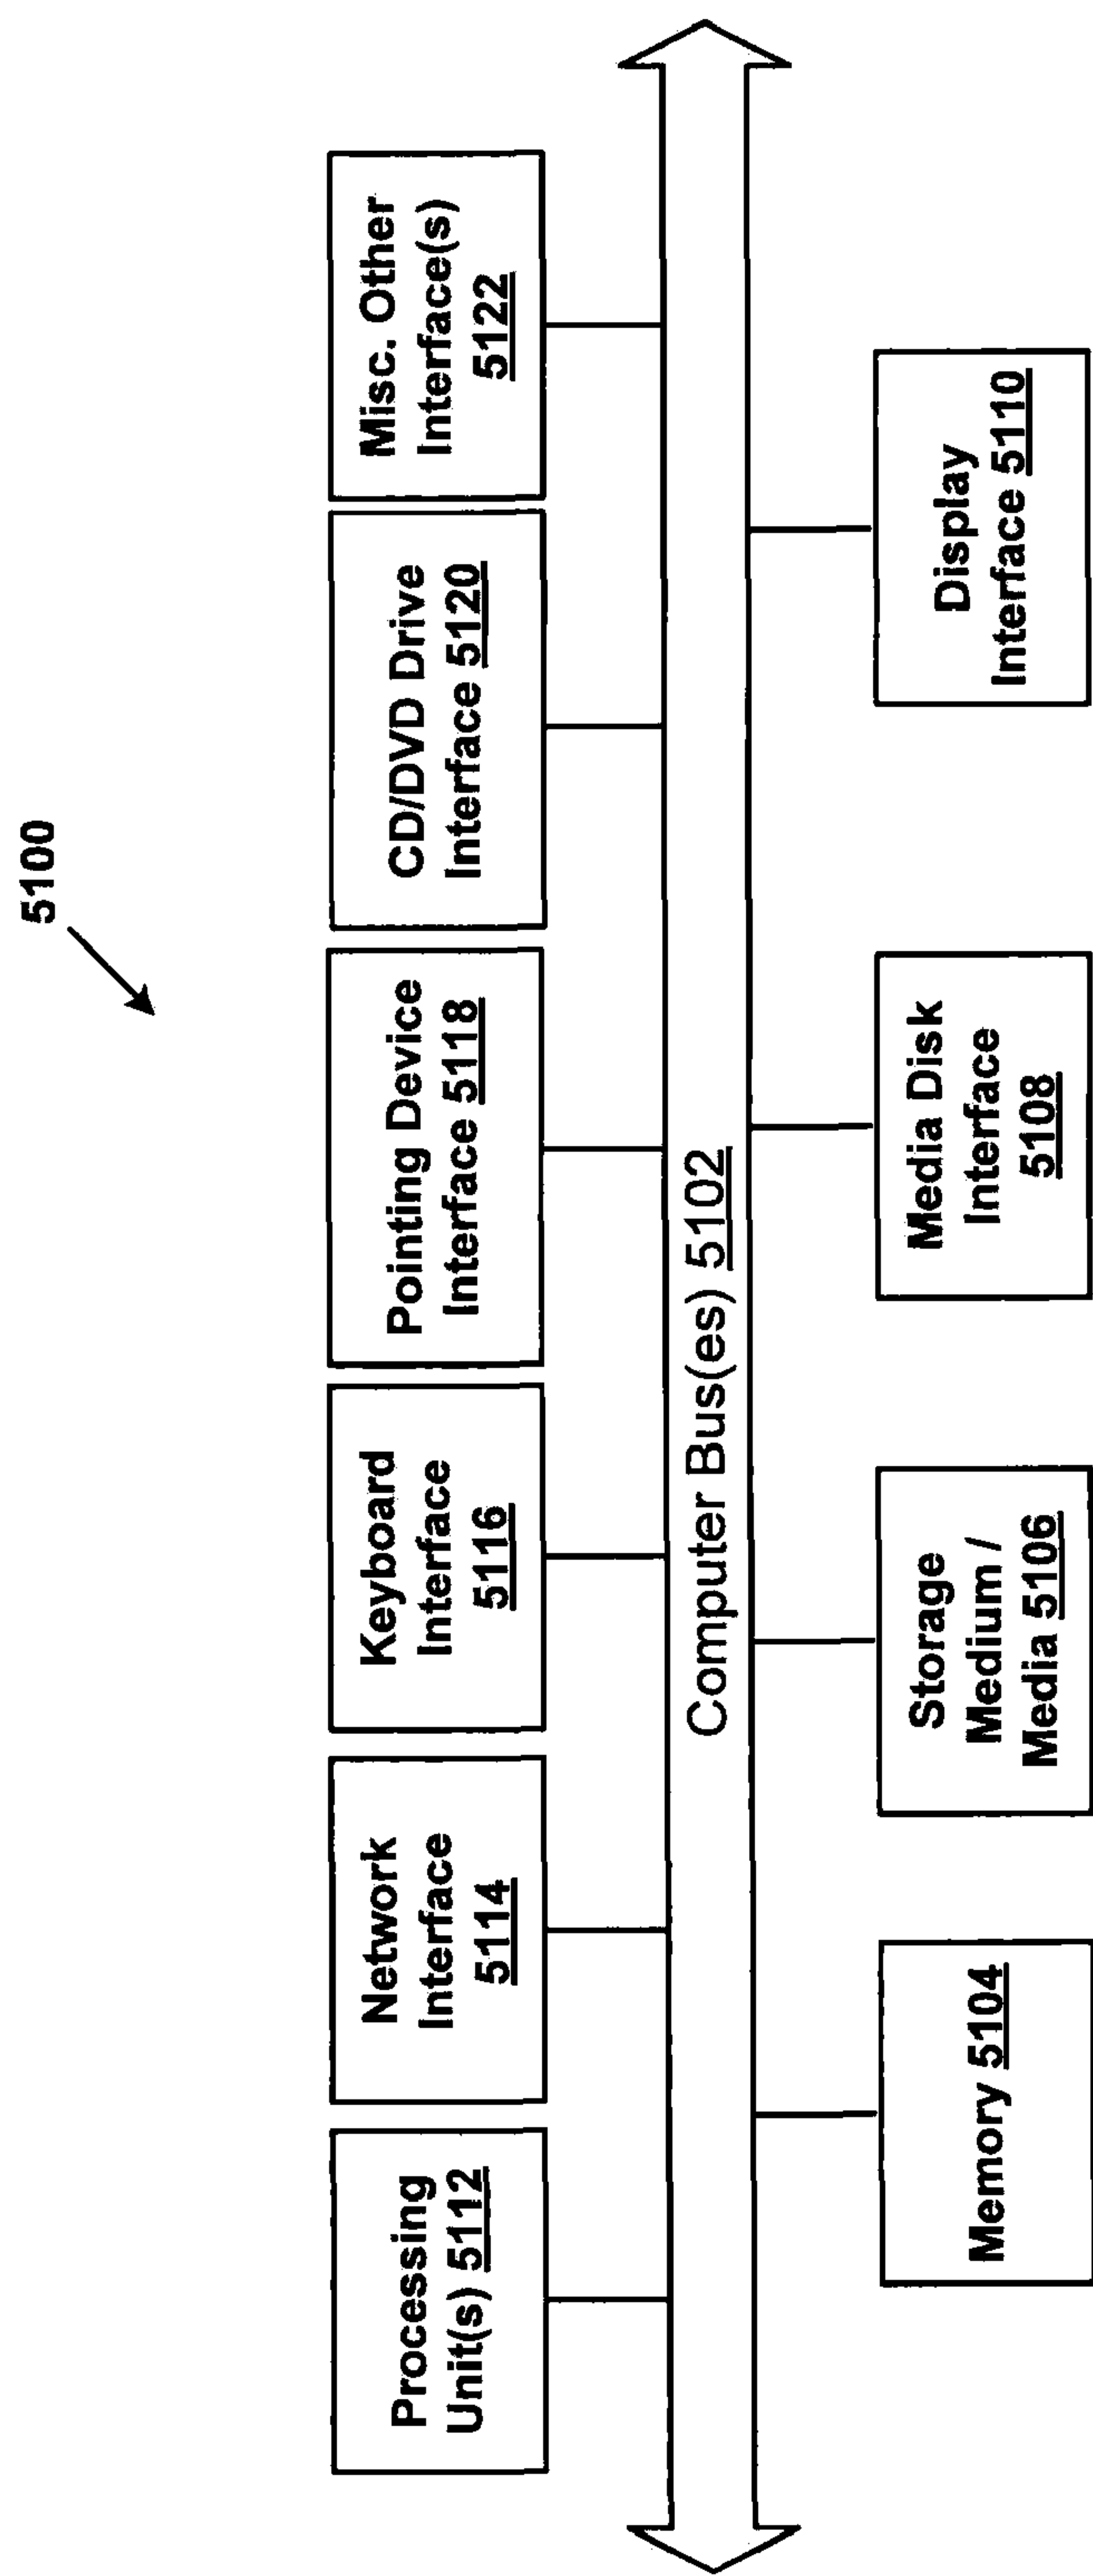 5100
Processing
Unit(s) 5112
Network
Interface
5114
Keyboard
Interface
5116
Pointing Device
Interface 5118
CD/DVD Drive
Interface 5120
Misc. Other
Interface(s)
5122
Computer Bus(es) 5102
Memory 5104
Storage
Medium /
Media 5106
Media Disk
Interface
5108
Display
Interface 5110